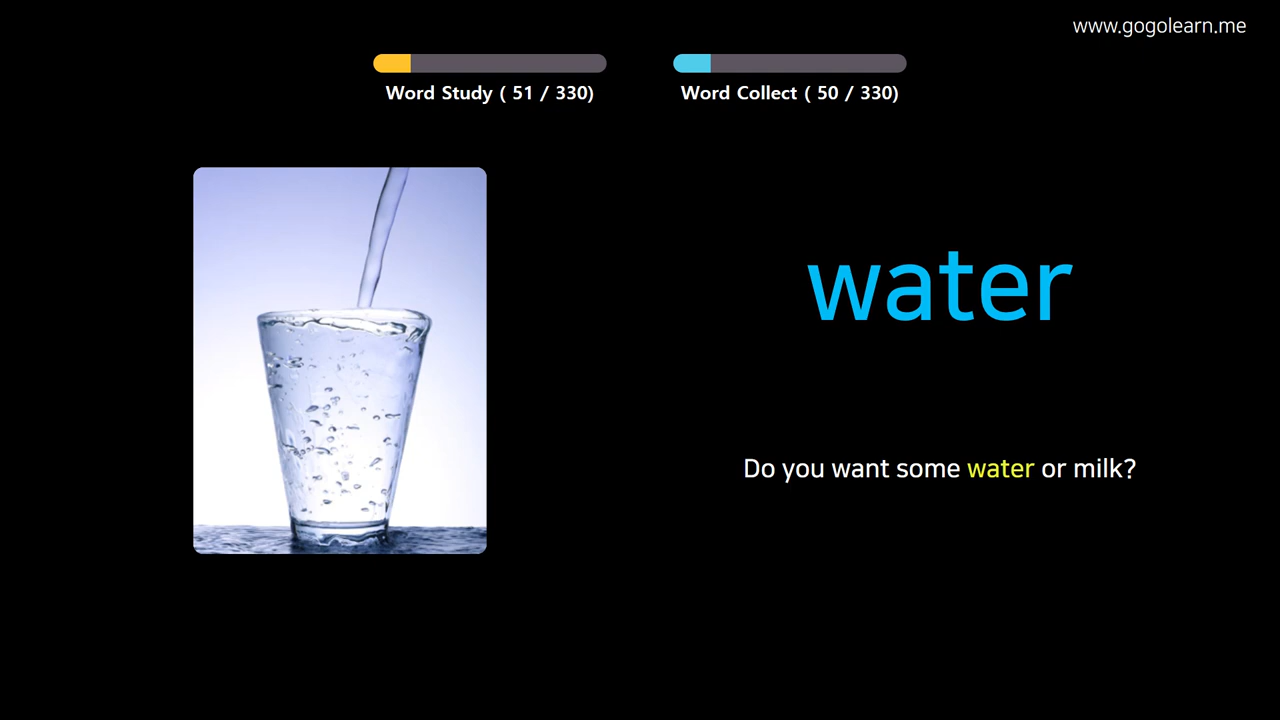 www.gogolearn.me
Word Study ( 51 / 330)
Word Collect ( 50 / 330)
water
Do you want some water or milk?